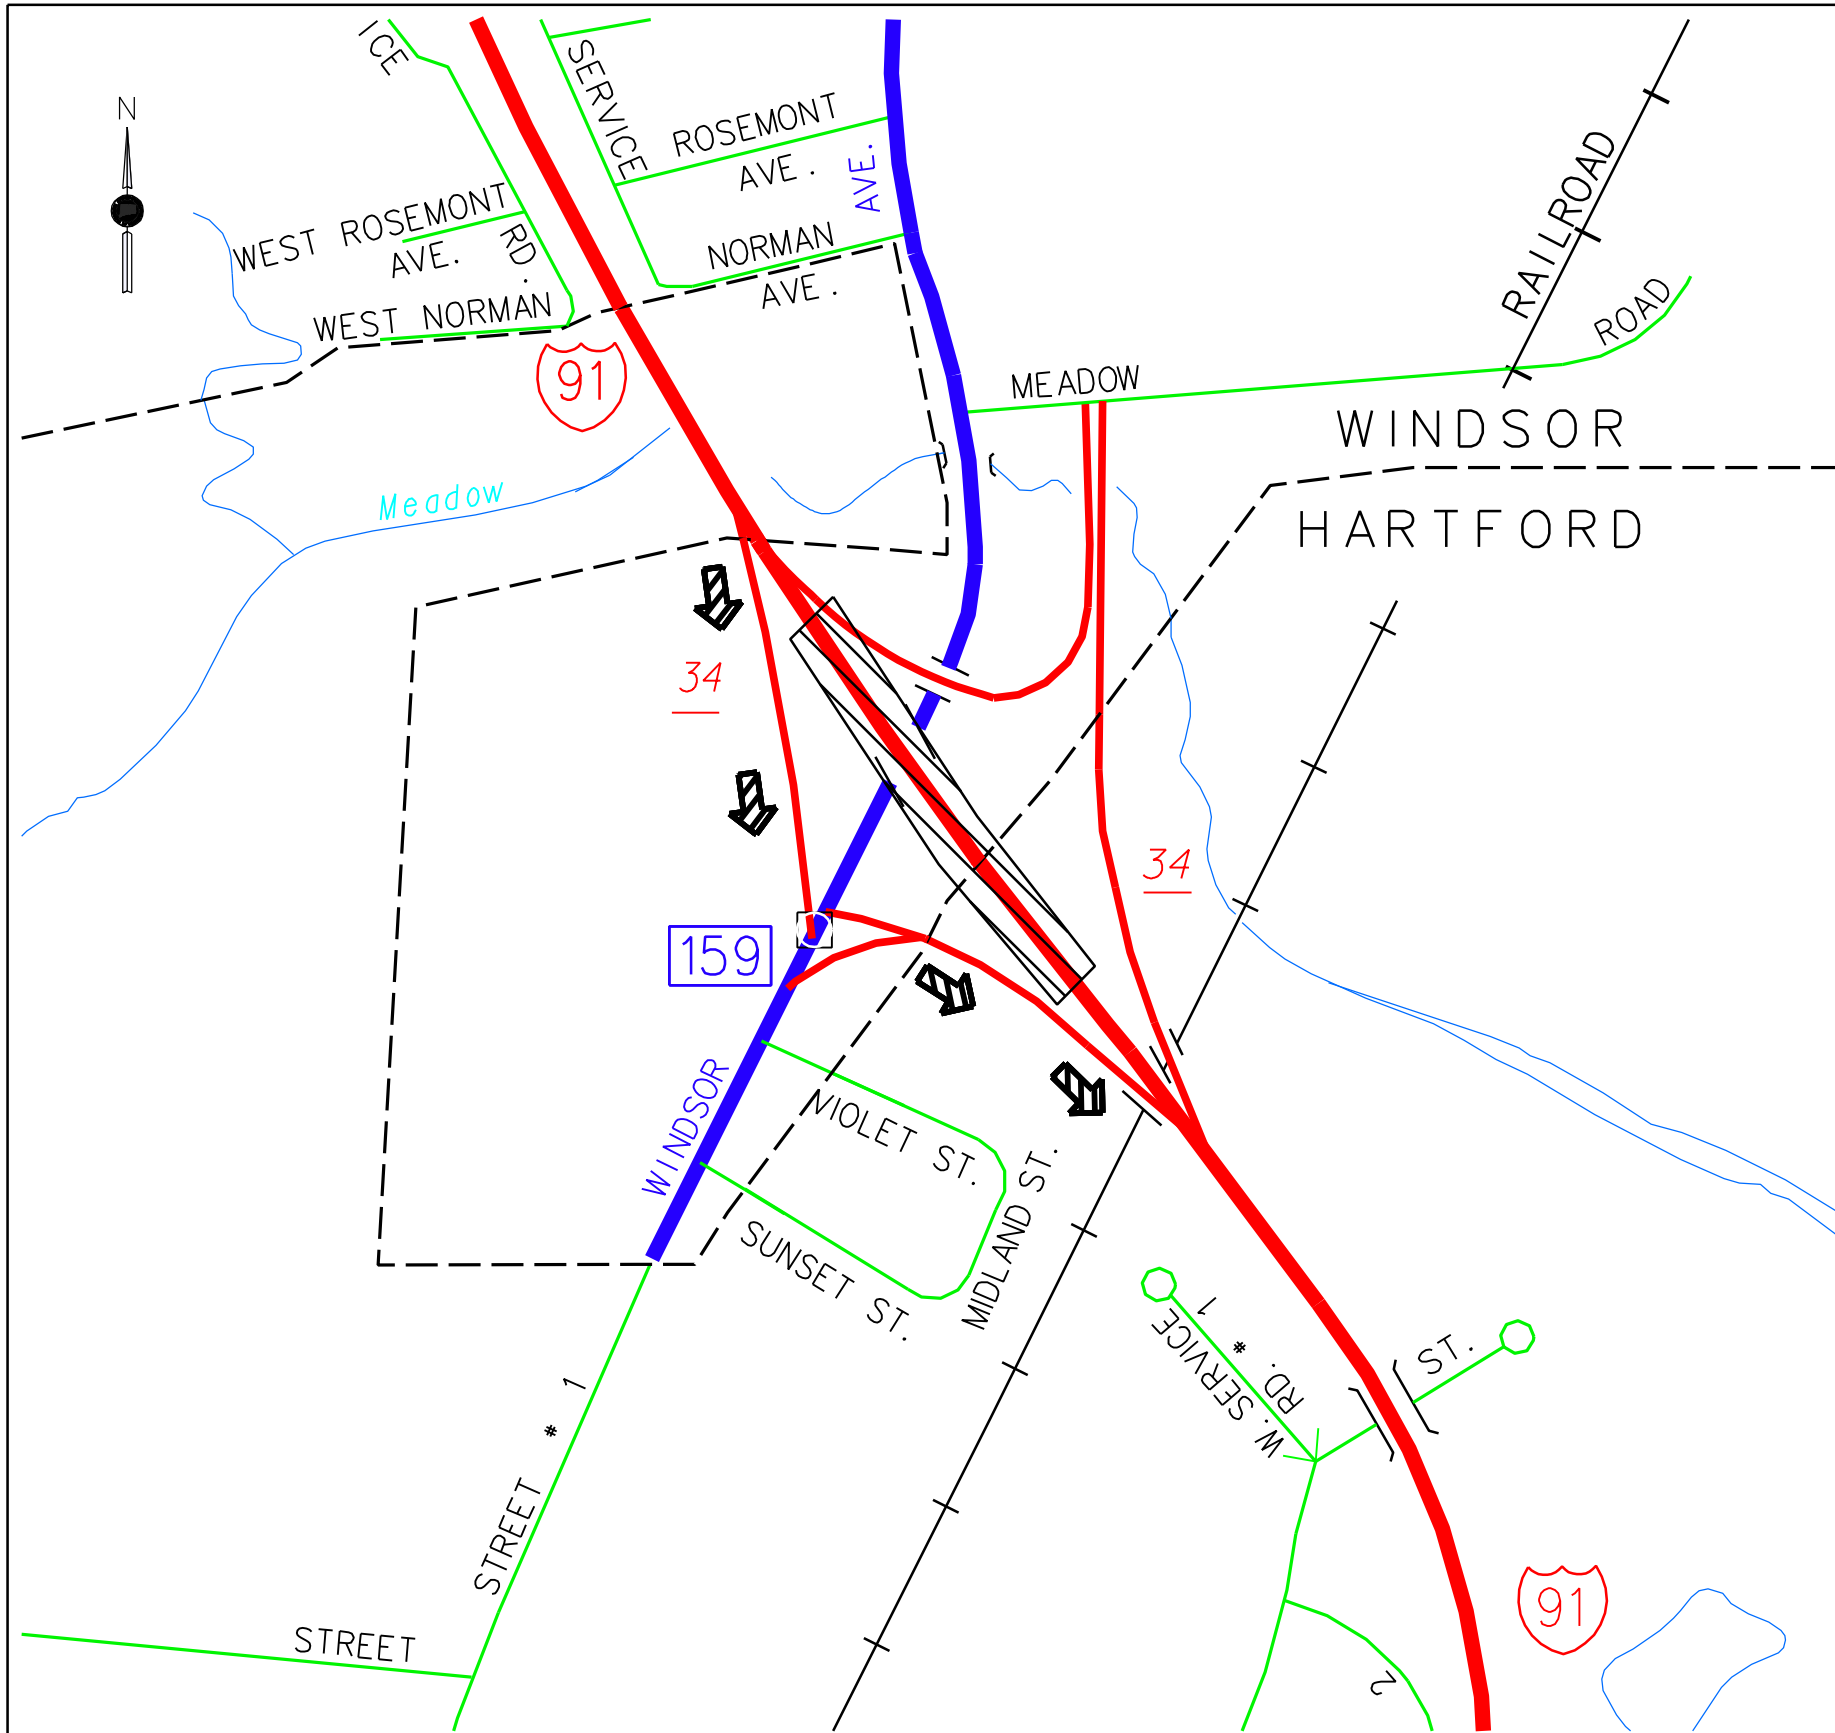 ICE
SERVICE
N
ROSEMONT
AVE.
AVE.
RAILROAD
WEST ROSEMONT
AVE.
RD.
NORMAN
AVE.
WEST NORMAN
ROAD
91
MEADOW
WINDSOR
Meadow
HARTFORD
34
34
159
WINDSOR
VIOLET ST.
MIDLAND ST.
SUNSET ST.
W. SERVICE
RD. # 1
ST.
STREET # 1
91
STREET
2